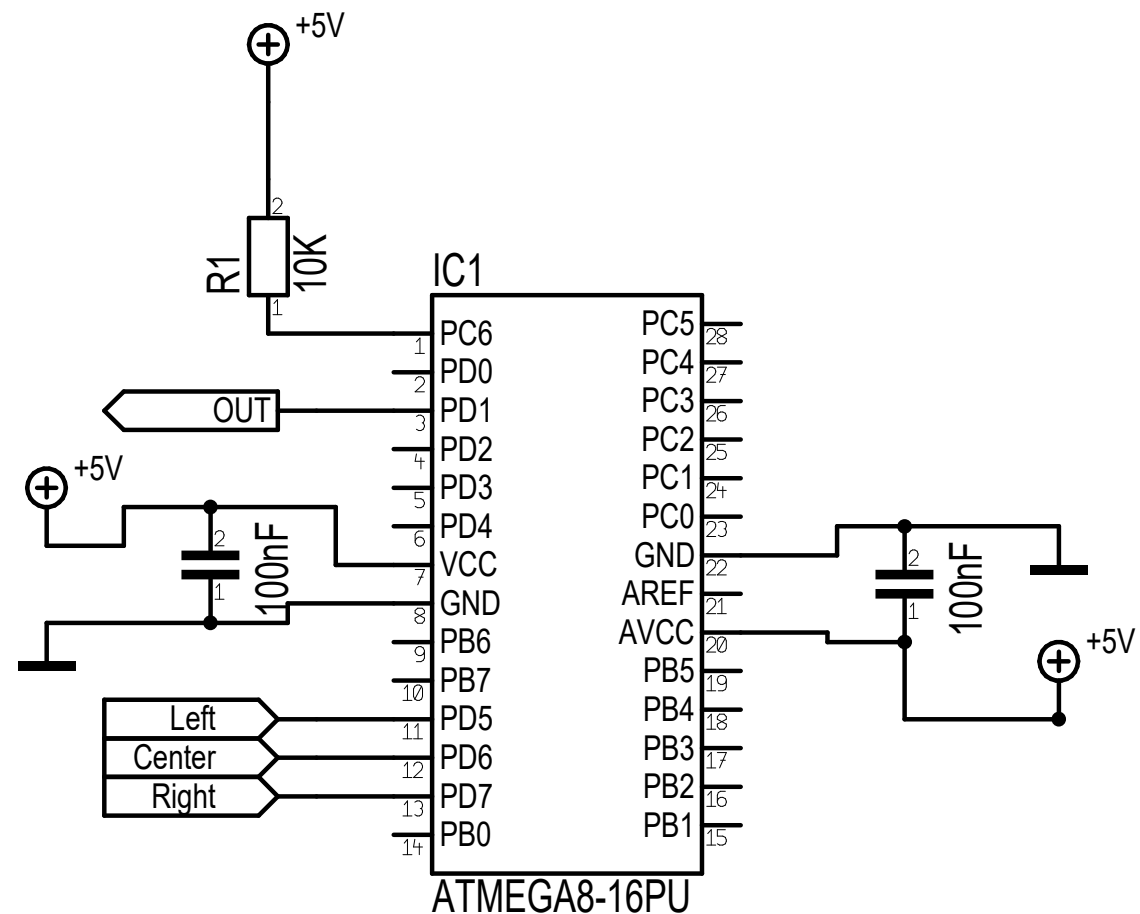 +5V
2
R1
10K
1
IC1
PC6
1
PD0
2
OUT
PD1
3
PD2
4
+5V
PD3
5
PD4
6
2
100nF
1
VCC
7
GND
8
PB6
9
PB7
10
Left
PD5
11
Center
PD6
12
Right
PD7
13
PB0
14
PC5
28
PC4
27
PC3
26
PC2
25
PC1
24
PC0
23
GND
22
AREF
21
AVCC
20
PB5
19
PB4
18
PB3
17
PB2
16
PB1
15
2
100nF
1
+5V
ATMEGA8-16PU